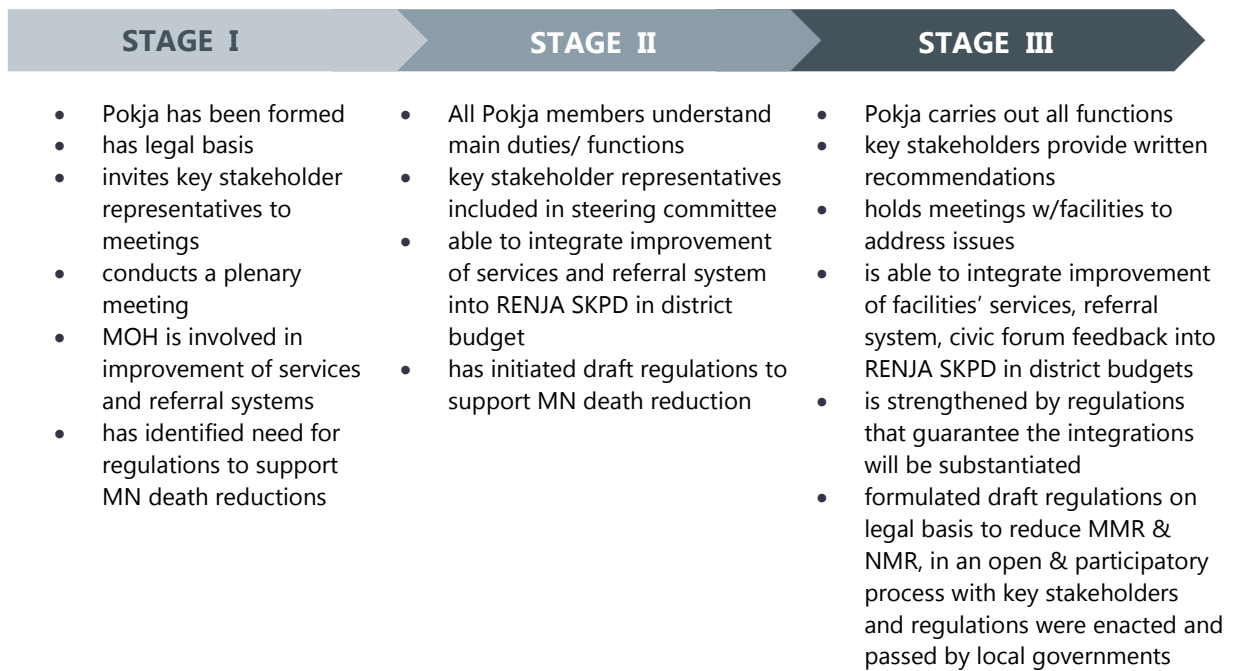 STAGE I
• Pokja has been formed
• has legal basis
• invites key stakeholder
representatives to
meetings
• conducts a plenary
meeting
• MOH is involved in
improvement of services
and referral systems
• has identified need for
regulations to support
MN death reductions
STAGE II
• All Pokja members understand
main duties/ functions
• key stakeholder representatives
included in steering committee
• able to integrate improvement
of services and referral system
into RENJA SKPD in district
budget
• has initiated draft regulations to
support MN death reduction
STAGE III
• Pokja carries out all functions
• key stakeholders provide written
recommendations
• holds meetings w/facilities to
address issues
• is able to integrate improvement
of facilities’ services, referral
system, civic forum feedback into
RENJA SKPD in district budgets
• is strengthened by regulations
that guarantee the integrations
will be substantiated
• formulated draft regulations on
legal basis to reduce MMR &
NMR, in an open & participatory
process with key stakeholders
and regulations were enacted and
passed by local governments